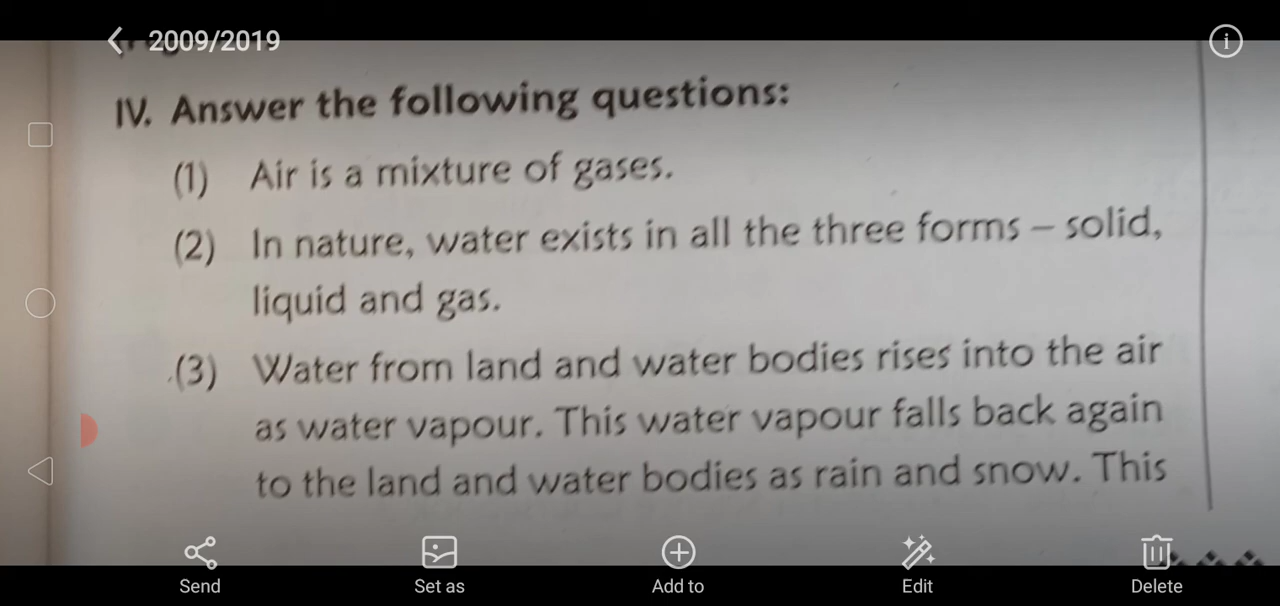 2009/2019
IV. Answer the following questions:
(1) Air is a mixture of gases.
(2) In nature, water exists in all the three forms – solid,
liquid and gas.
(3) Water from land and water bodies rises into the air
as water vapour. This water vapour falls back again
to the land and water bodies as rain and snow. This
Send Set as Add to Edit Delete